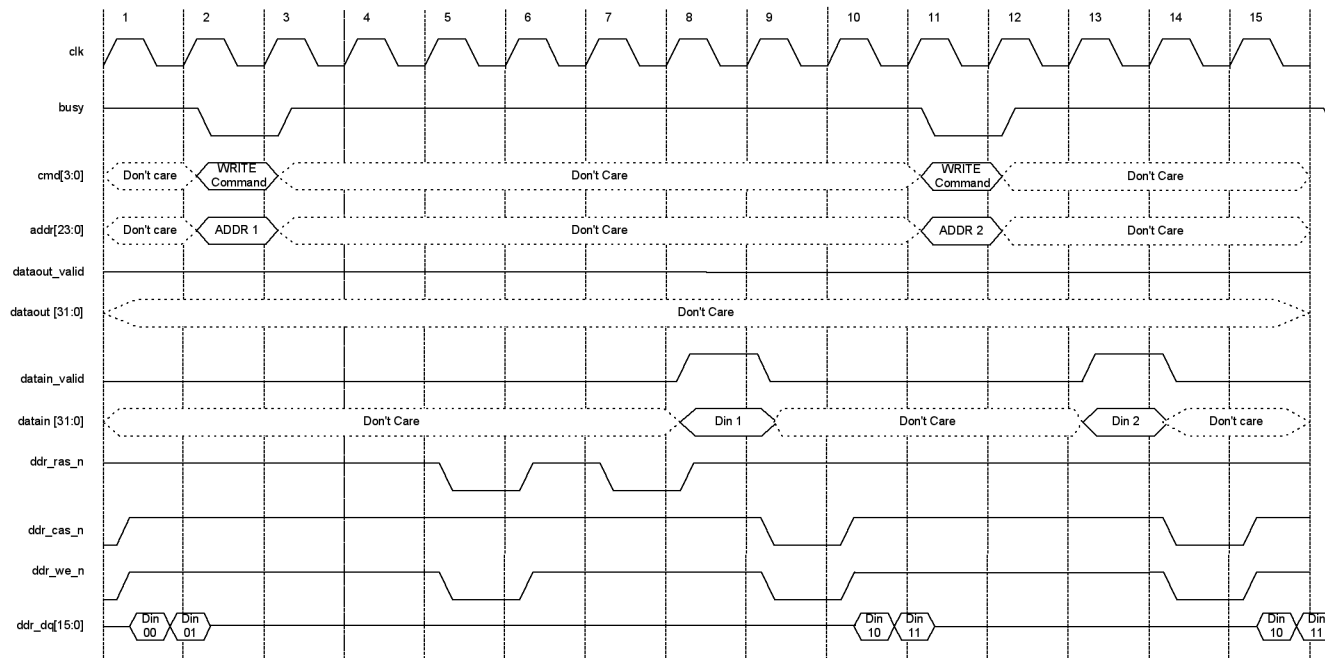 1 2 3 4 5 6 7 8 9 10 11 12 13 14 15
clk
busy
cmd[3:0] Don't care WRITE Command Don't Care WRITE Command Don't Care
addr[23:0] Don't care ADDR 1 Don't Care ADDR 2 Don't Care
dataout_valid
dataout [31:0] Don't Care
datain_valid
datain [31:0] Don't Care Din 1 Don't Care Din 2 Don't care
ddr_ras_n
ddr_cas_n
ddr_we_n
ddr_dq[15:0] Din 00 Din 01 Din 10 Din 11 Din 10 Din 11